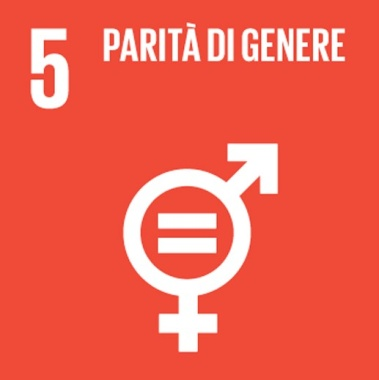 5 PARITÀ DI GENERE
=